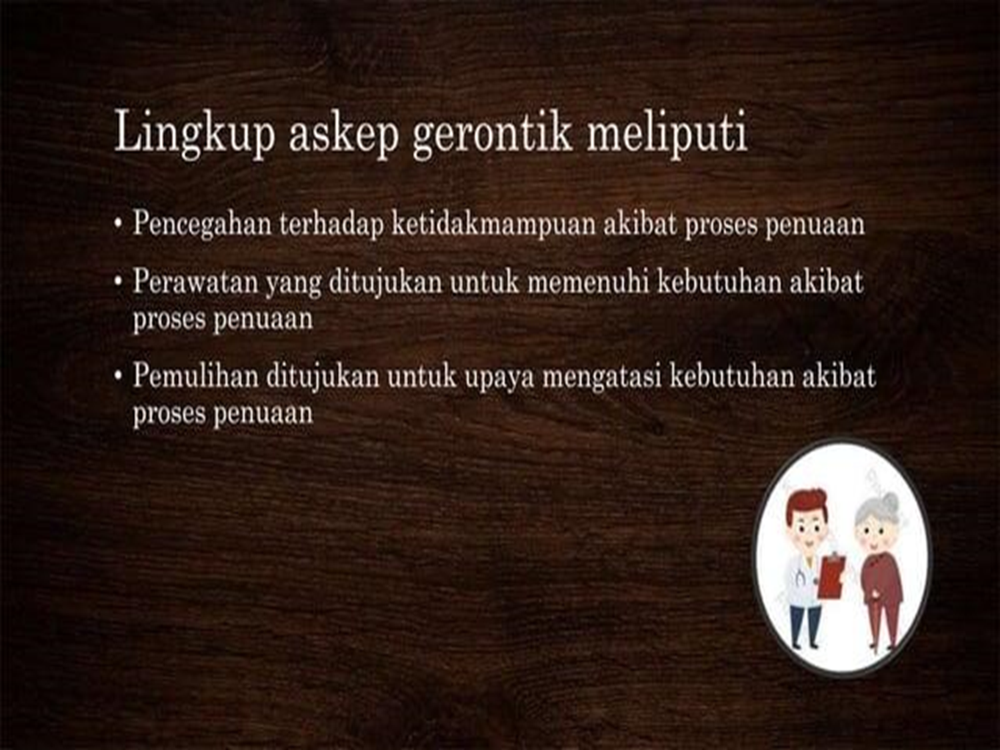 Lingkup askep gerontik meliputi
• Pencegahan terhadap ketidakmampuan akibat proses penuaan
• Perawatan yang ditujukan untuk memenuhi kebutuhan akibat
proses penuaan
• Pemulihan ditujukan untuk upaya mengatasi kebutuhan akibat
proses penuaan